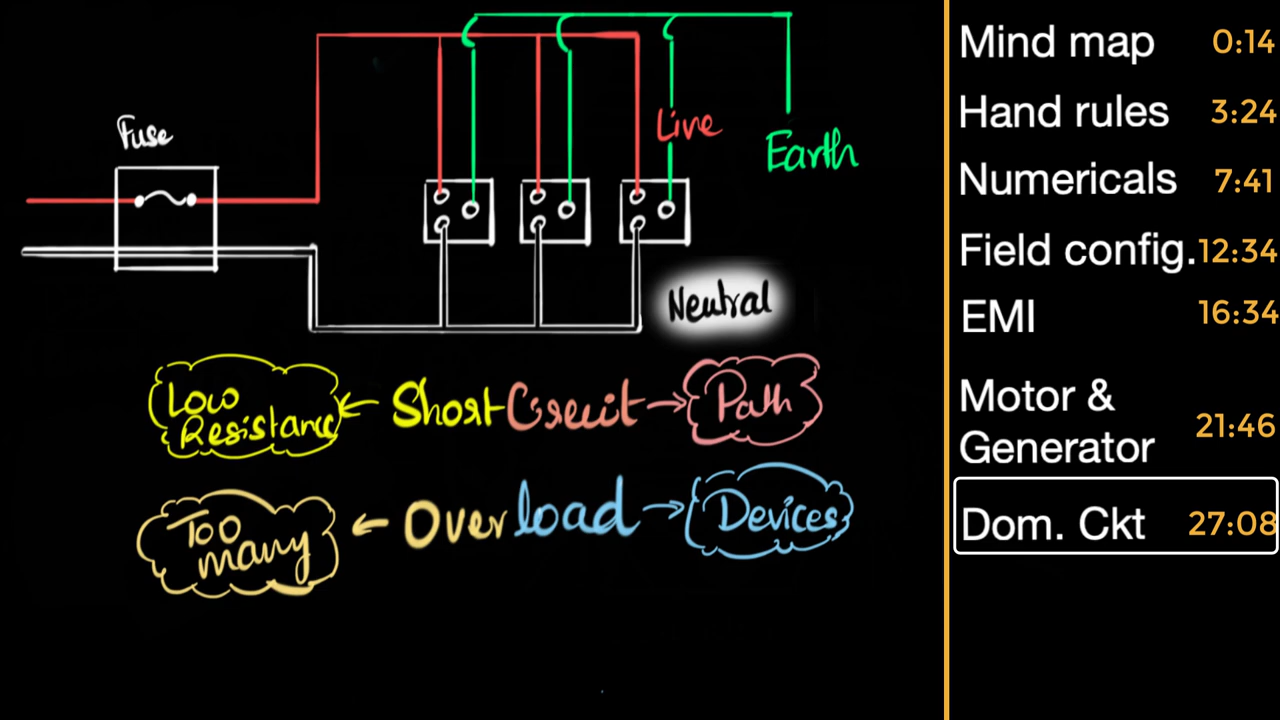 Fuse
Live
Earth
Neutral
Low Resistance ← Short Circuit → Path
Too many ← Overload → Devices
Mind map 0:14
Hand rules 3:24
Numericals 7:41
Field config. 12:34
EMI 16:34
Motor &
Generator 21:46
Dom. Ckt 27:08